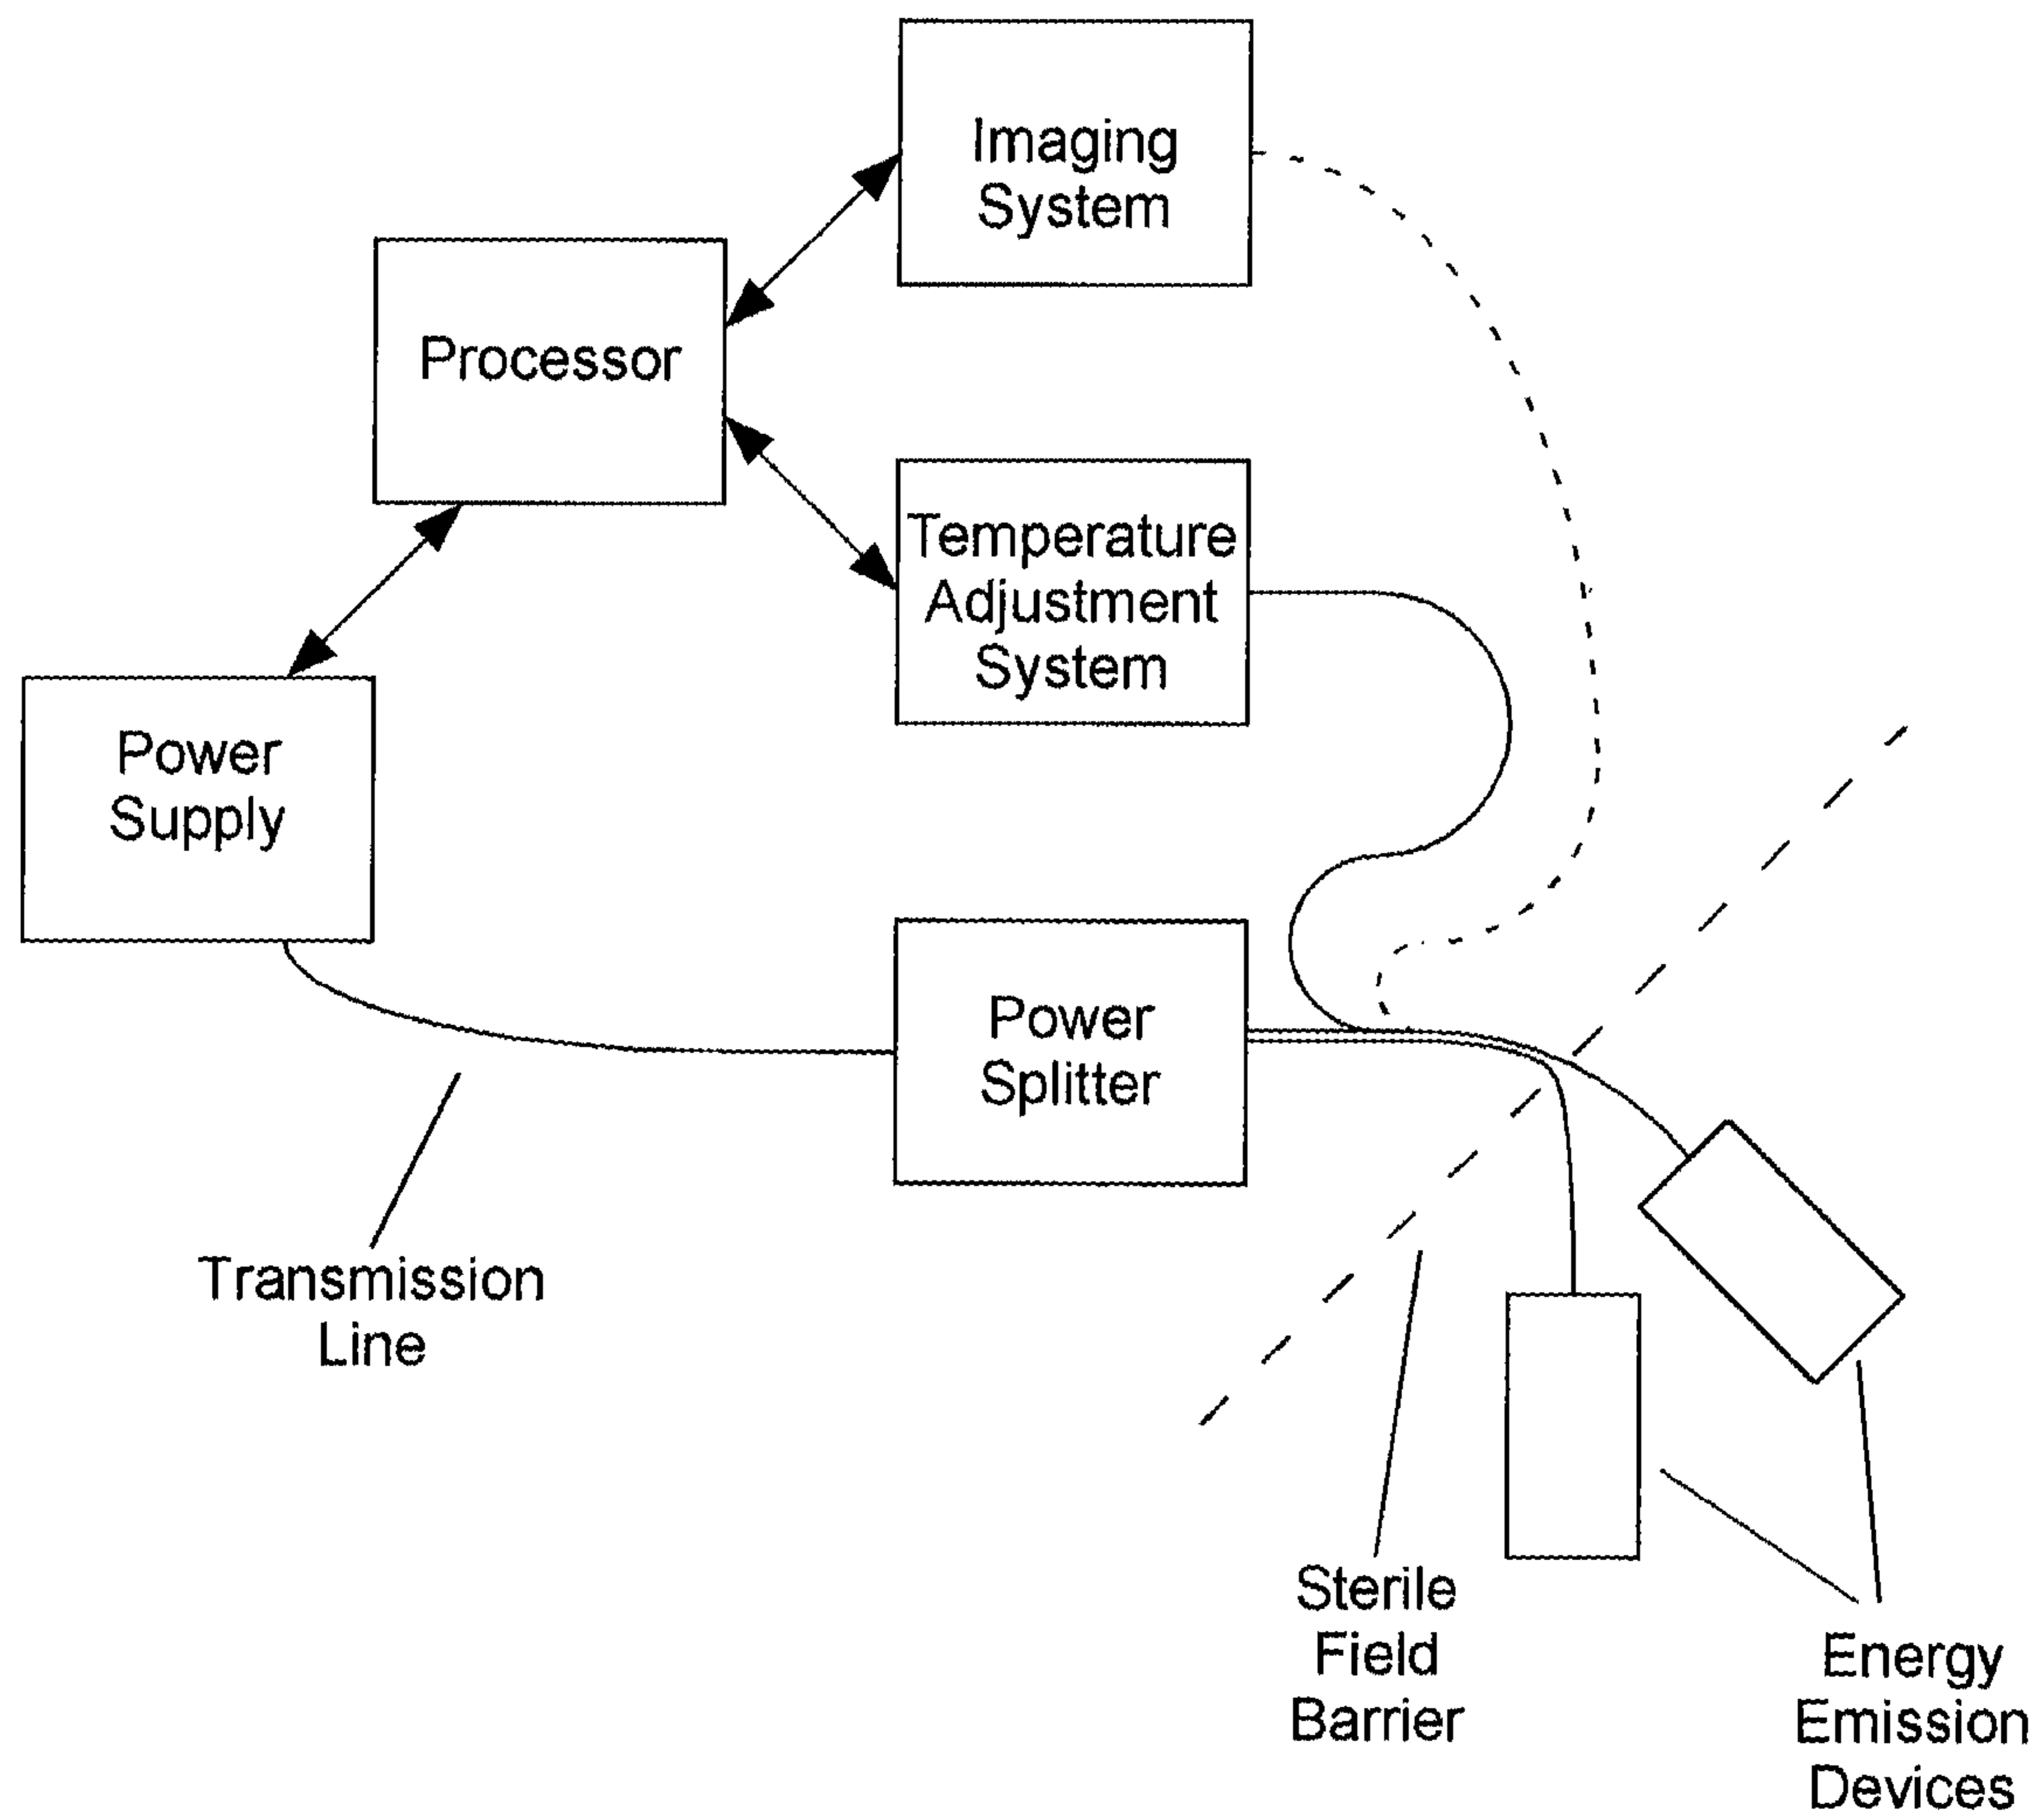 Imaging
System
Processor
Temperature
Adjustment
System
Power
Supply
Power
Splitter
Transmission
Line
Sterile
Field
Barrier
Energy
Emission
Devices